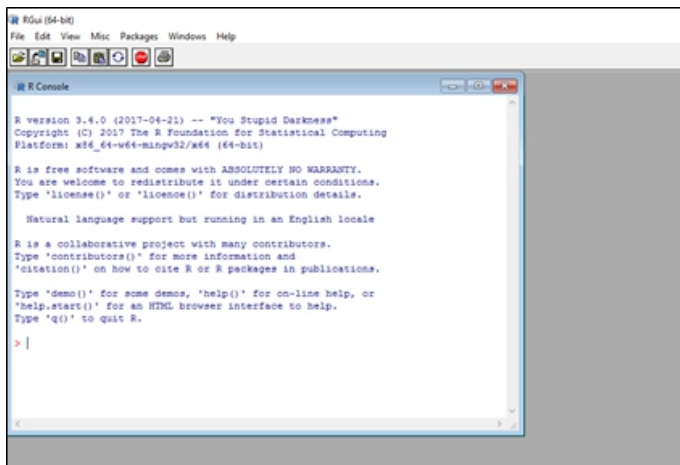 RGui (64-bit)
File Edit View Misc Packages Windows Help
R Console
R version 3.4.0 (2017-04-21) -- "You Stupid Darkness"
Copyright (C) 2017 The R Foundation for Statistical Computing
Platform: x86_64-w64-mingw32/x64 (64-bit)
R is free software and comes with ABSOLUTELY NO WARRANTY.
You are welcome to redistribute it under certain conditions.
Type 'license()' or 'licence()' for distribution details.
Natural language support but running in an English locale
R is a collaborative project with many contributors.
Type 'contributors()' for more information and
'citation()' on how to cite R or R packages in publications.
Type 'demo()' for some demos, 'help()' for on-line help, or
'help.start()' for an HTML browser interface to help.
Type 'q()' to quit R.
>